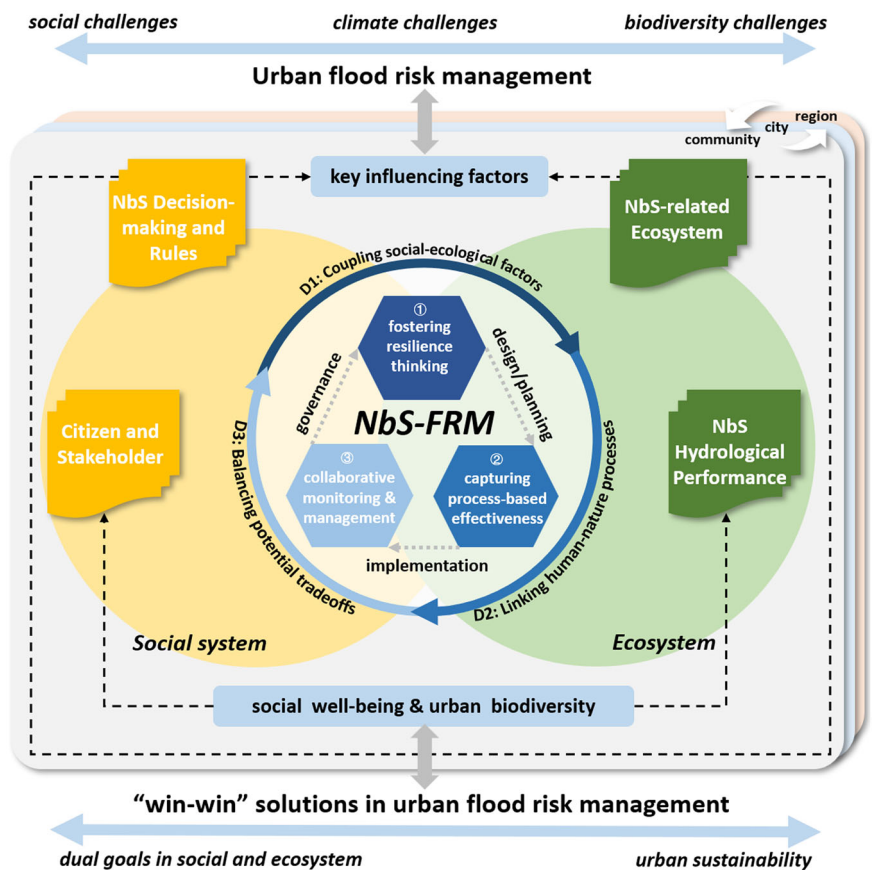 social challenges
climate challenges
biodiversity challenges
Urban flood risk management
region
city
community
key influencing factors
NbS Decision-
making and
Rules
NbS-related
Ecosystem
D1: Coupling social-ecological factors
①
fostering
resilience
thinking
governance
design/planning
NbS-FRM
Citizen and
Stakeholder
NbS
Hydrological
Performance
③
collaborative
monitoring &
management
②
capturing
process-based
effectiveness
implementation
D3: Balancing potential tradeoffs
D2: Linking human-nature processes
Social system
Ecosystem
social well-being & urban biodiversity
“win-win” solutions in urban flood risk management
dual goals in social and ecosystem
urban sustainability